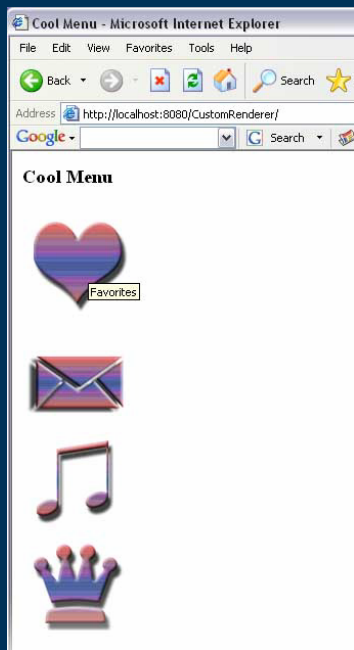 Cool Menu - Microsoft Internet Explorer
File Edit View Favorites Tools Help
Back Search
Address http://localhost:8080/CustomRenderer/
Google G Search
Cool Menu
Favorites